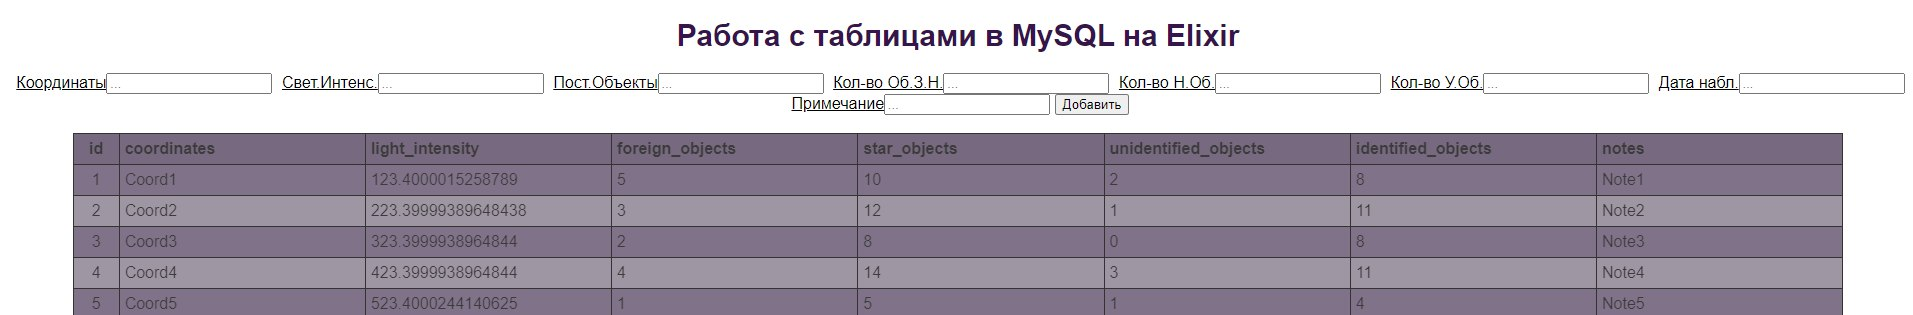 Работа с таблицами в MySQL на Elixir
Координаты ... Свет.Интенс. ... Пост.Объекты ... Кол-во Об.З.Н. ... Кол-во Н.Об. ... Кол-во У.Об. ... Дата набл. ...
Примечание ... Добавить
id coordinates light_intensity foreign_objects star_objects unidentified_objects identified_objects notes
1 Coord1 123.4000015258789 5 10 2 8 Note1
2 Coord2 223.39999389648438 3 12 1 11 Note2
3 Coord3 323.3999938964844 2 8 0 8 Note3
4 Coord4 423.3999938964844 4 14 3 11 Note4
5 Coord5 523.4000244140625 1 5 1 4 Note5